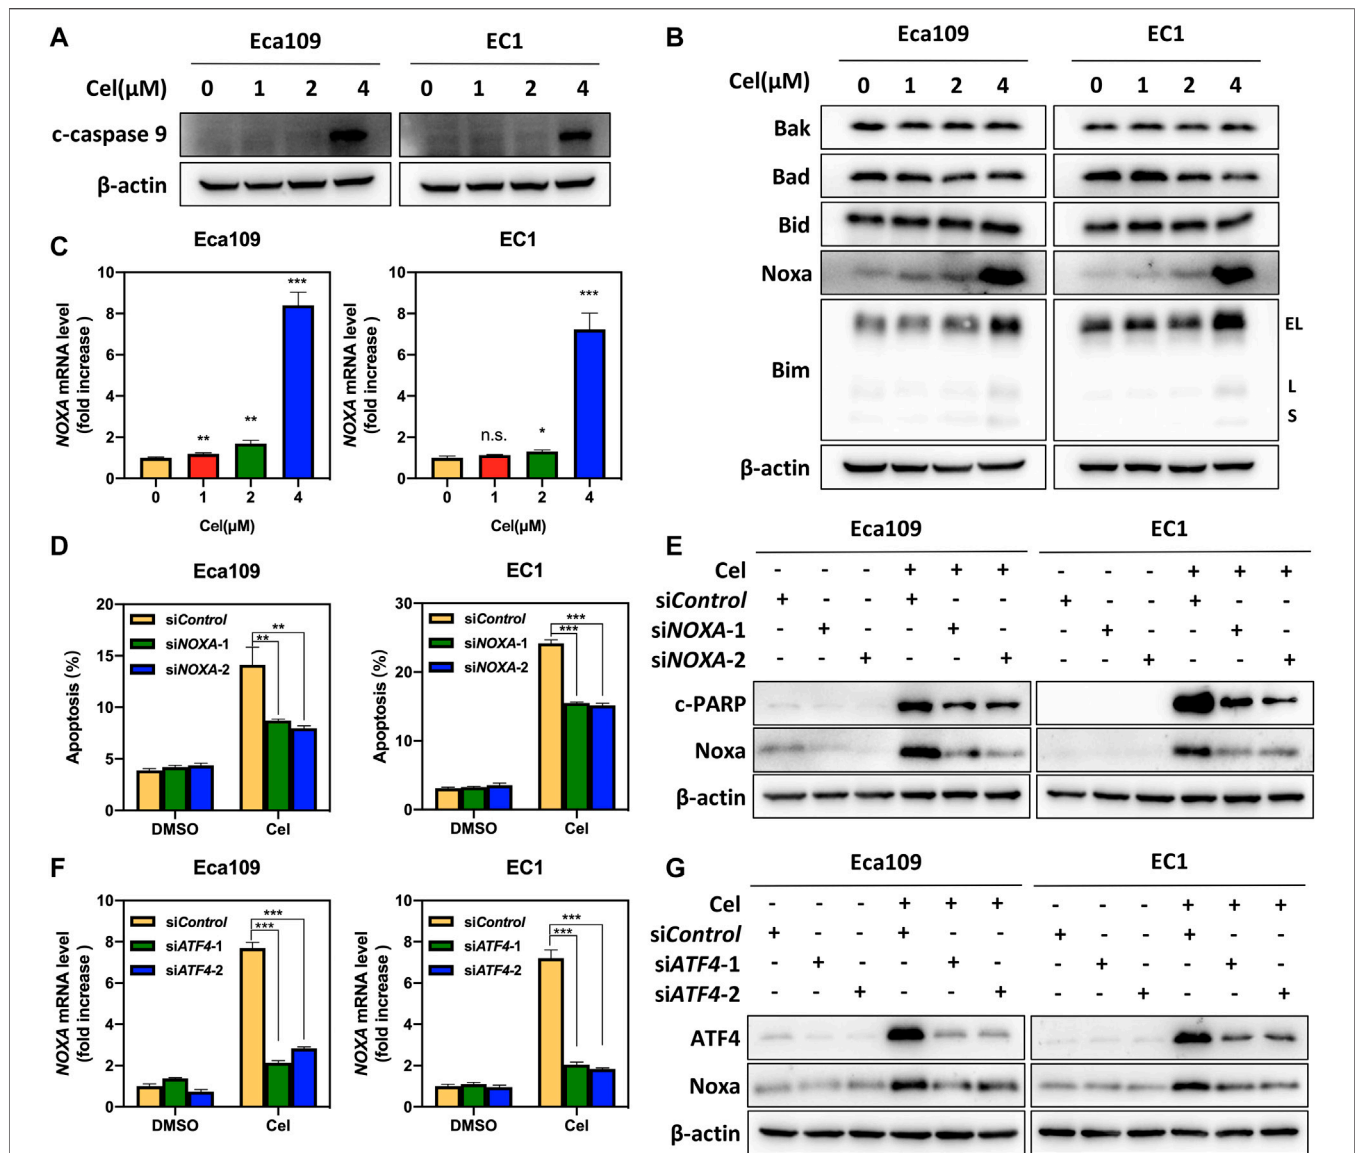 A
Eca109 EC1
Cel(μM) 0 1 2 4 0 1 2 4
c-caspase 9
β-actin
B
Eca109 EC1
Cel(μM) 0 1 2 4 0 1 2 4
Bak
Bad
Bid
Noxa
Bim
EL
L
S
β-actin
C
Eca109
NOXA mRNA level
(fold increase )
10
8
6
4
2
0
**
**
***
0 1 2 4
Cel(μM)
EC1
NOXA mRNA level
(fold increase )
10
8
6
4
2
0
n.s.
*
***
0 1 2 4
Cel(μM)
D
Eca109
Apoptosis (%)
20
15
10
5
0
siControl
siNOXA-1
siNOXA-2
**
**
DMSO Cel
EC1
Apoptosis (%)
30
20
10
0
siControl
siNOXA-1
siNOXA-2
***
***
DMSO Cel
E
Eca109 EC1
Cel - - - + + + - - - + + +
siControl + - - + - - + - - + - -
siNOXA-1 - + - - + - - + - - + -
siNOXA-2 - - + - - + - - + - - +
c-PARP
Noxa
β-actin
F
Eca109
NOXA mRNA level
(fold increase )
10
8
6
4
2
0
siControl
siATF4-1
siATF4-2
***
***
DMSO Cel
EC1
NOXA mRNA level
(fold increase )
10
8
6
4
2
0
siControl
siATF4-1
siATF4-2
***
***
DMSO Cel
G
Eca109 EC1
Cel - - - + + + - - - + + +
siControl + - - + - - + - - + - -
siATF4-1 - + - - + - - + - - + -
siATF4-2 - - + - - + - - + - - +
ATF4
Noxa
β-actin